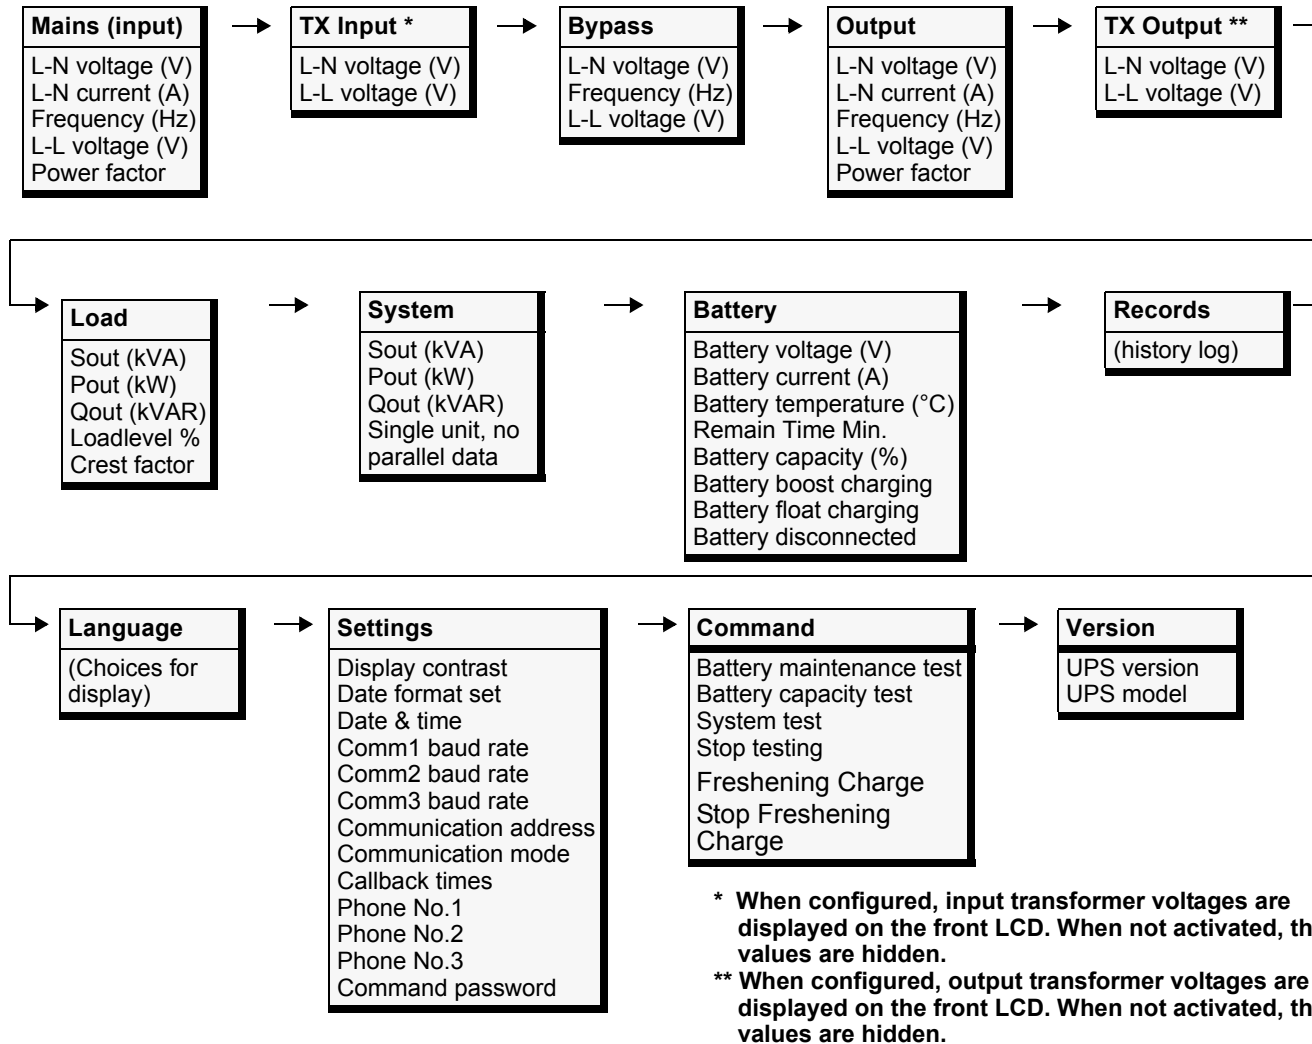 Mains (input)
L-N voltage (V)
L-N current (A)
Frequency (Hz)
L-L voltage (V)
Power factor
TX Input *
L-N voltage (V)
L-L voltage (V)
Bypass
L-N voltage (V)
Frequency (Hz)
L-L voltage (V)
Output
L-N voltage (V)
L-N current (A)
Frequency (Hz)
L-L voltage (V)
Power factor
TX Output **
L-N voltage (V)
L-L voltage (V)
Load
Sout (kVA)
Pout (kW)
Qout (kVAR)
Loadlevel %
Crest factor
System
Sout (kVA)
Pout (kW)
Qout (kVAR)
Single unit, no
parallel data
Battery
Battery voltage (V)
Battery current (A)
Battery temperature (°C)
Remain Time Min.
Battery capacity (%)
Battery boost charging
Battery float charging
Battery disconnected
Records
(history log)
Language
(Choices for
display)
Settings
Display contrast
Date format set
Date & time
Comm1 baud rate
Comm2 baud rate
Comm3 baud rate
Communication address
Communication mode
Callback times
Phone No.1
Phone No.2
Phone No.3
Command password
Command
Battery maintenance test
Battery capacity test
System test
Stop testing
Freshening Charge
Stop Freshening
Charge
Version
UPS version
UPS model
* When configured, input transformer voltages are
displayed on the front LCD. When not activated, th
values are hidden.
** When configured, output transformer voltages are
displayed on the front LCD. When not activated, th
values are hidden.